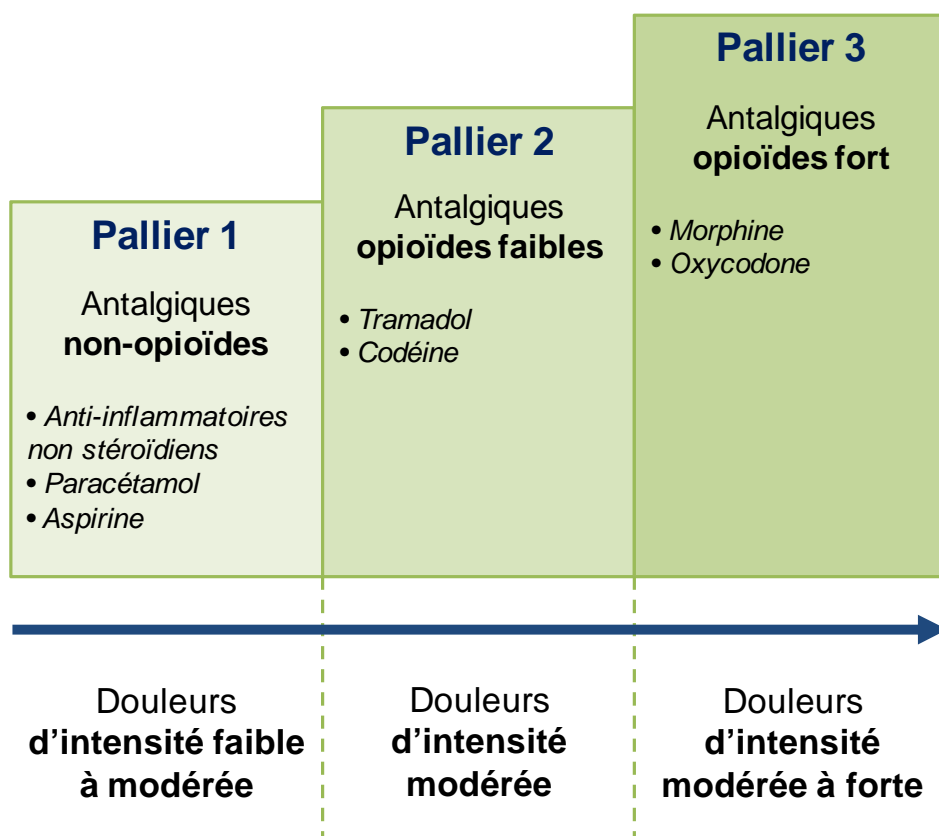 Pallier 1
Antalgiques
non-opioïdes
• Anti-inflammatoires
non stéroïdiens
• Paracétamol
• Aspirine
Pallier 2
Antalgiques
opioïdes faibles
• Tramadol
• Codéine
Pallier 3
Antalgiques
opioïdes fort
• Morphine
• Oxycodone
Douleurs
d’intensité faible
à modérée
Douleurs
d’intensité
modérée
Douleurs
d’intensité
modérée à forte